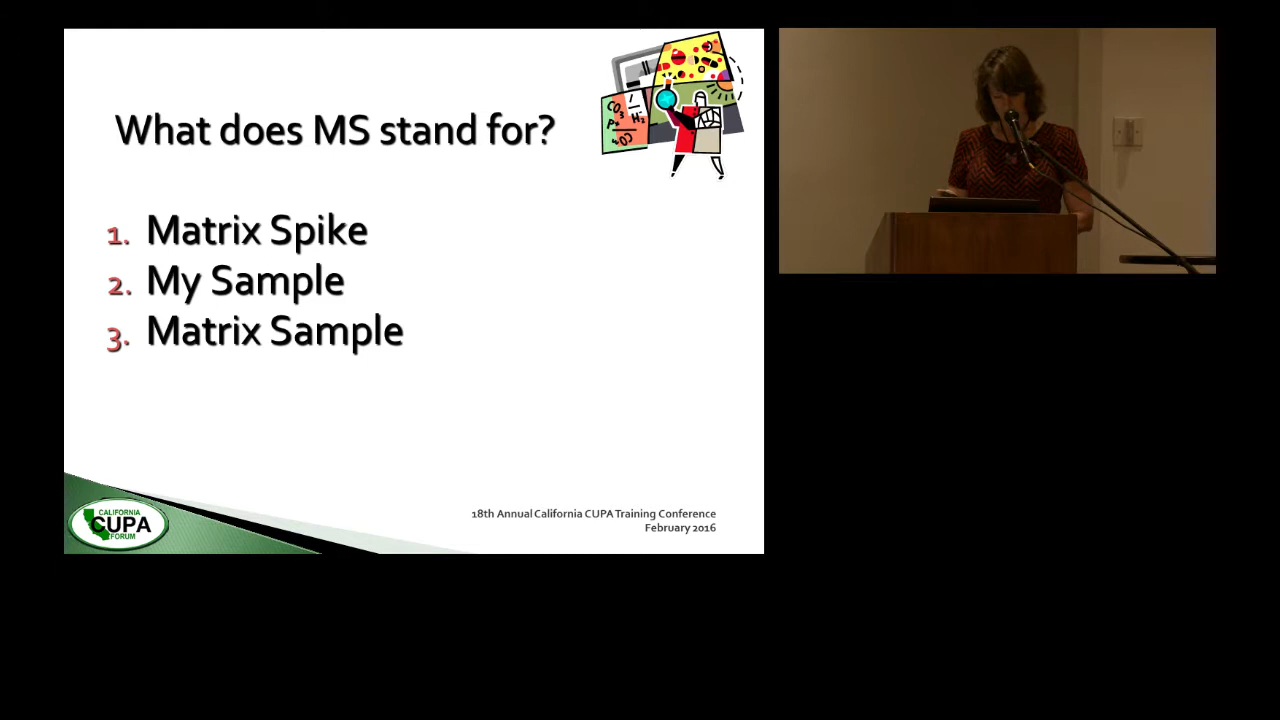 What does MS stand for?
1. Matrix Spike
2. My Sample
3. Matrix Sample
18th Annual California CUPA Training Conference
February 2016
CALIFORNIA
CUPA
FORUM